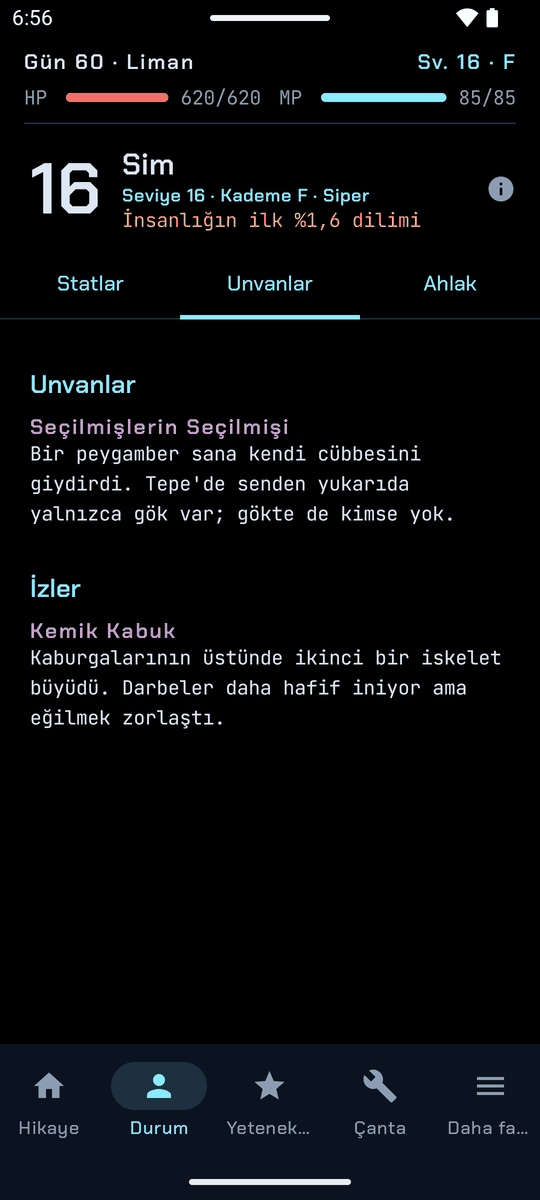 6:56
Gün 60 · Liman
Sv. 16 · F
HP 620/620 MP 85/85
16
Sim
Seviye 16 · Kademe F · Siper
İnsanlığın ilk %1,6 dilimi
Statlar
Unvanlar
Ahlak
Unvanlar
Seçilmişlerin Seçilmişi
Bir peygamber sana kendi cübbesini
giydirdi. Tepe'de senden yukarıda
yalnızca gök var; gökte de kimse yok.
İzler
Kemik Kabuk
Kaburgalarının üstünde ikinci bir iskelet
büyüdü. Darbeler daha hafif iniyor ama
eğilmek zorlaştı.
Hikaye
Durum
Yetenek…
Çanta
Daha fa…